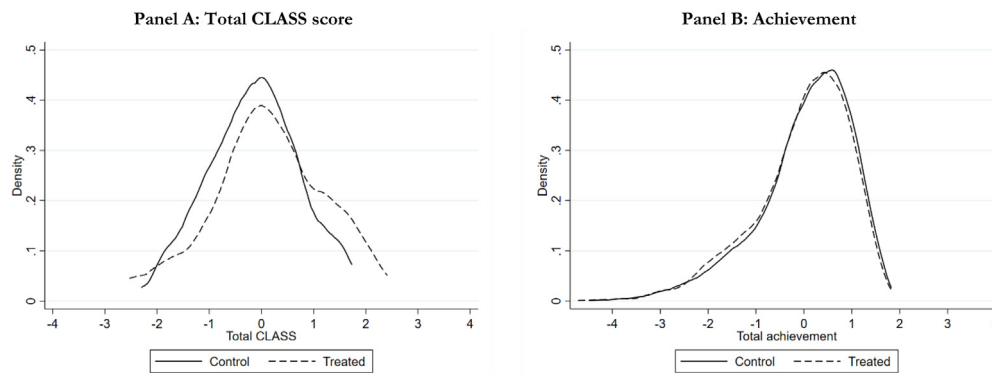 Panel A: Total CLASS score
.5
.4
.3
.2
.1
0
Density
-4 -3 -2 -1 0 1 2 3 4
Total CLASS
Control Treated
Panel B: Achievement
.5
.4
.3
.2
.1
0
Density
-4 -3 -2 -1 0 1 2 3
Total achievement
Control Treated